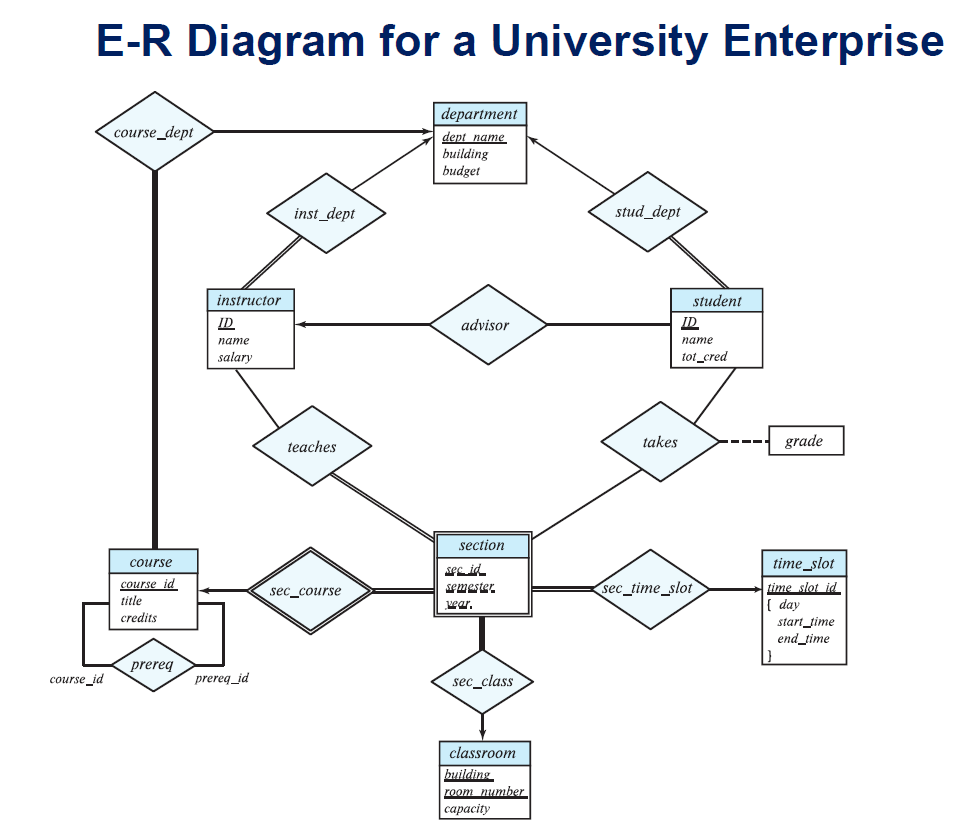 E-R Diagram for a University Enterprise
department
course_dept
dept_name
building
budget
inst_dept
stud_dept
instructor
ID
name
salary
advisor
student
ID
name
tot_cred
teaches
takes
grade
section
sec_id
semester
year
course
course_id
title
credits
sec_course
sec_time_slot
time_slot
time_slot_id
{ day
start_time
end_time
}
prereq
course_id
prereq_id
sec_class
classroom
building
room_number
capacity